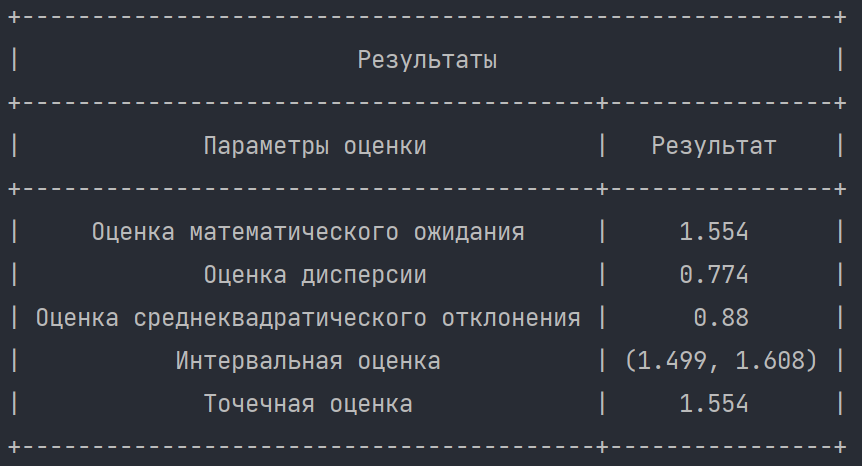 +----------------------------------------------------------+
| Результаты |
+-----------------------------------------+----------------+
| Параметры оценки | Результат |
+-----------------------------------------+----------------+
| Оценка математического ожидания | 1.554 |
| Оценка дисперсии | 0.774 |
| Оценка среднеквадратического отклонения | 0.88 |
| Интервальная оценка | (1.499, 1.608) |
| Точечная оценка | 1.554 |
+-----------------------------------------+----------------+